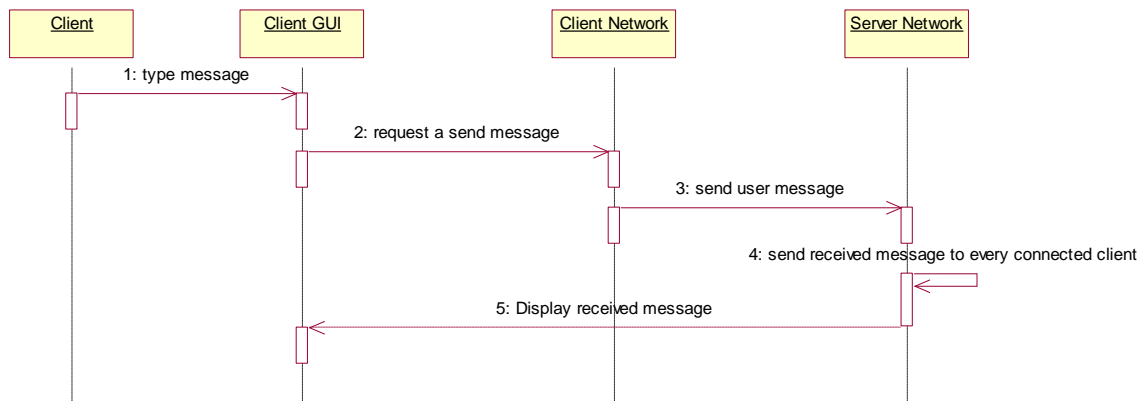 Client
Client GUI
Client Network
Server Network
1: type message
2: request a send message
3: send user message
4: send received message to every connected client
5: Display received message